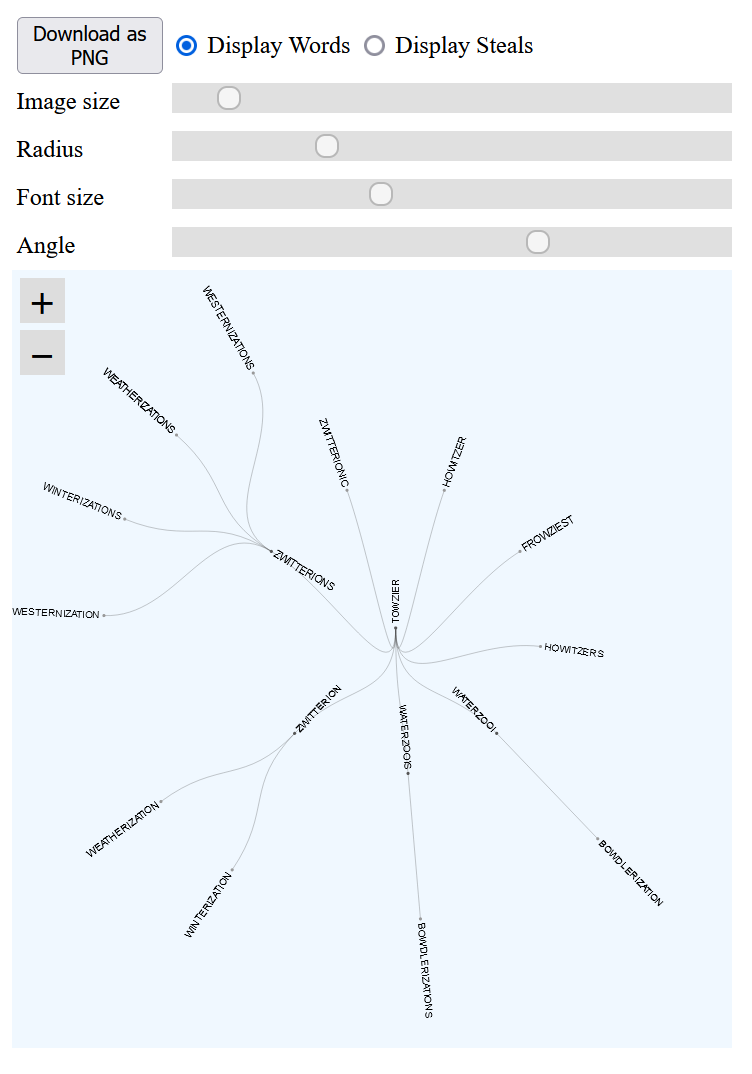 Download as
PNG
Display Words
Display Steals
Image size
Radius
Font size
Angle
+
−
WESTERNIZATIONS
WEATHERIZATIONS
ZWITTERIONIC
HOWITZER
WINTERIZATIONS
FROWZIEST
ZWITTERIONS
TOWZIER
WESTERNIZATION
HOWITZERS
ZWITTERION
WATERZOOIS
WATERZOOI
WEATHERIZATION
BOWDLERIZATION
WINTERIZATION
BOWDLERIZATIONS